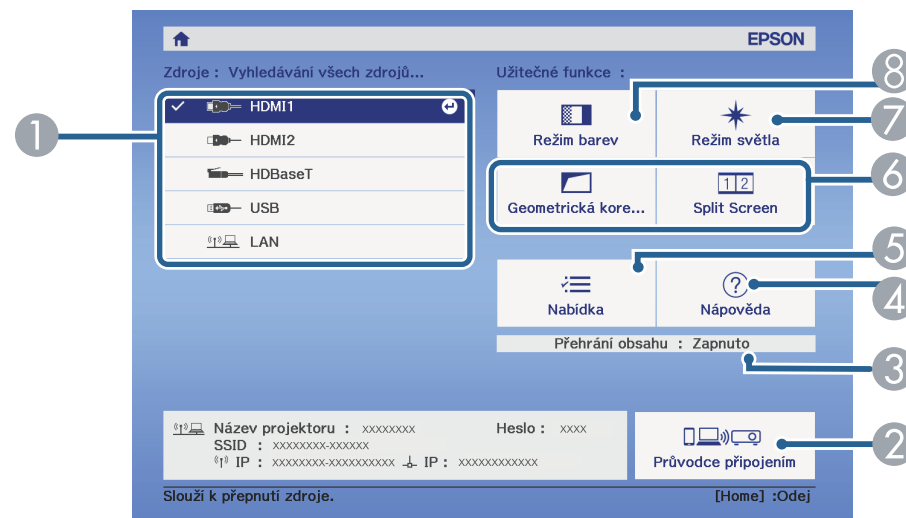 EPSON
Zdroje : Vyhledávání všech zdrojů...
Užitečné funkce :
8
HDMI1
Režim barev
Režim světla
7
1
HDMI2
HDBaseT
6
1 2
Geometrická kore...
Split Screen
USB
LAN
5
?
4
Nabídka
Nápověda
Přehrání obsahu : Zapnuto
3
Název projektoru : xxxxxxxx
Heslo : xxxx
SSID : xxxxxxxx-xxxxxx
IP : xxxxxxxx-xxxxxxxxxx IP : xxxxxxxxxxxx
2
Průvodce připojením
Slouží k přepnutí zdroje.
[Home] :Odej